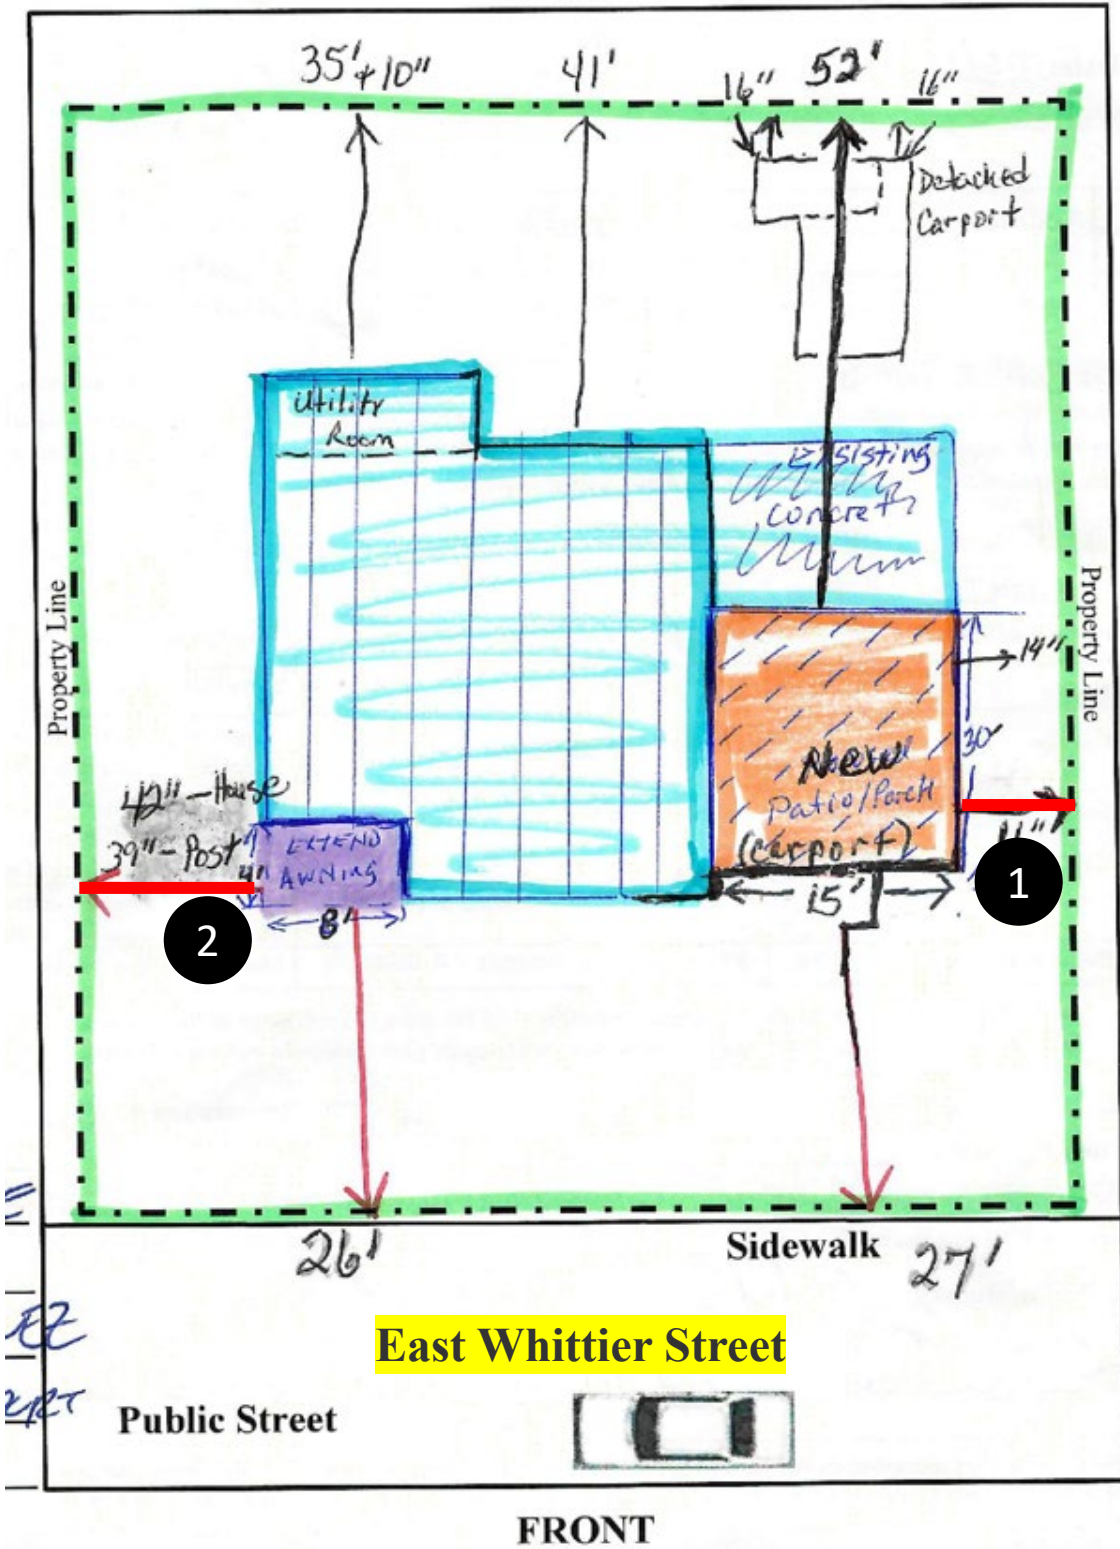 35'+10" 41' 16" 52' 16"
Detached
Carport
Utility
Room
Existing
Concret
Property Line
Property Line
14"
30'
42" - House
39" - Post
4'
EXTEND
AWNING
8'
New
Patio/Porch
(carport)
15'
11"
1
2
26'
Sidewalk
27'
East Whittier Street
Public Street
FRONT